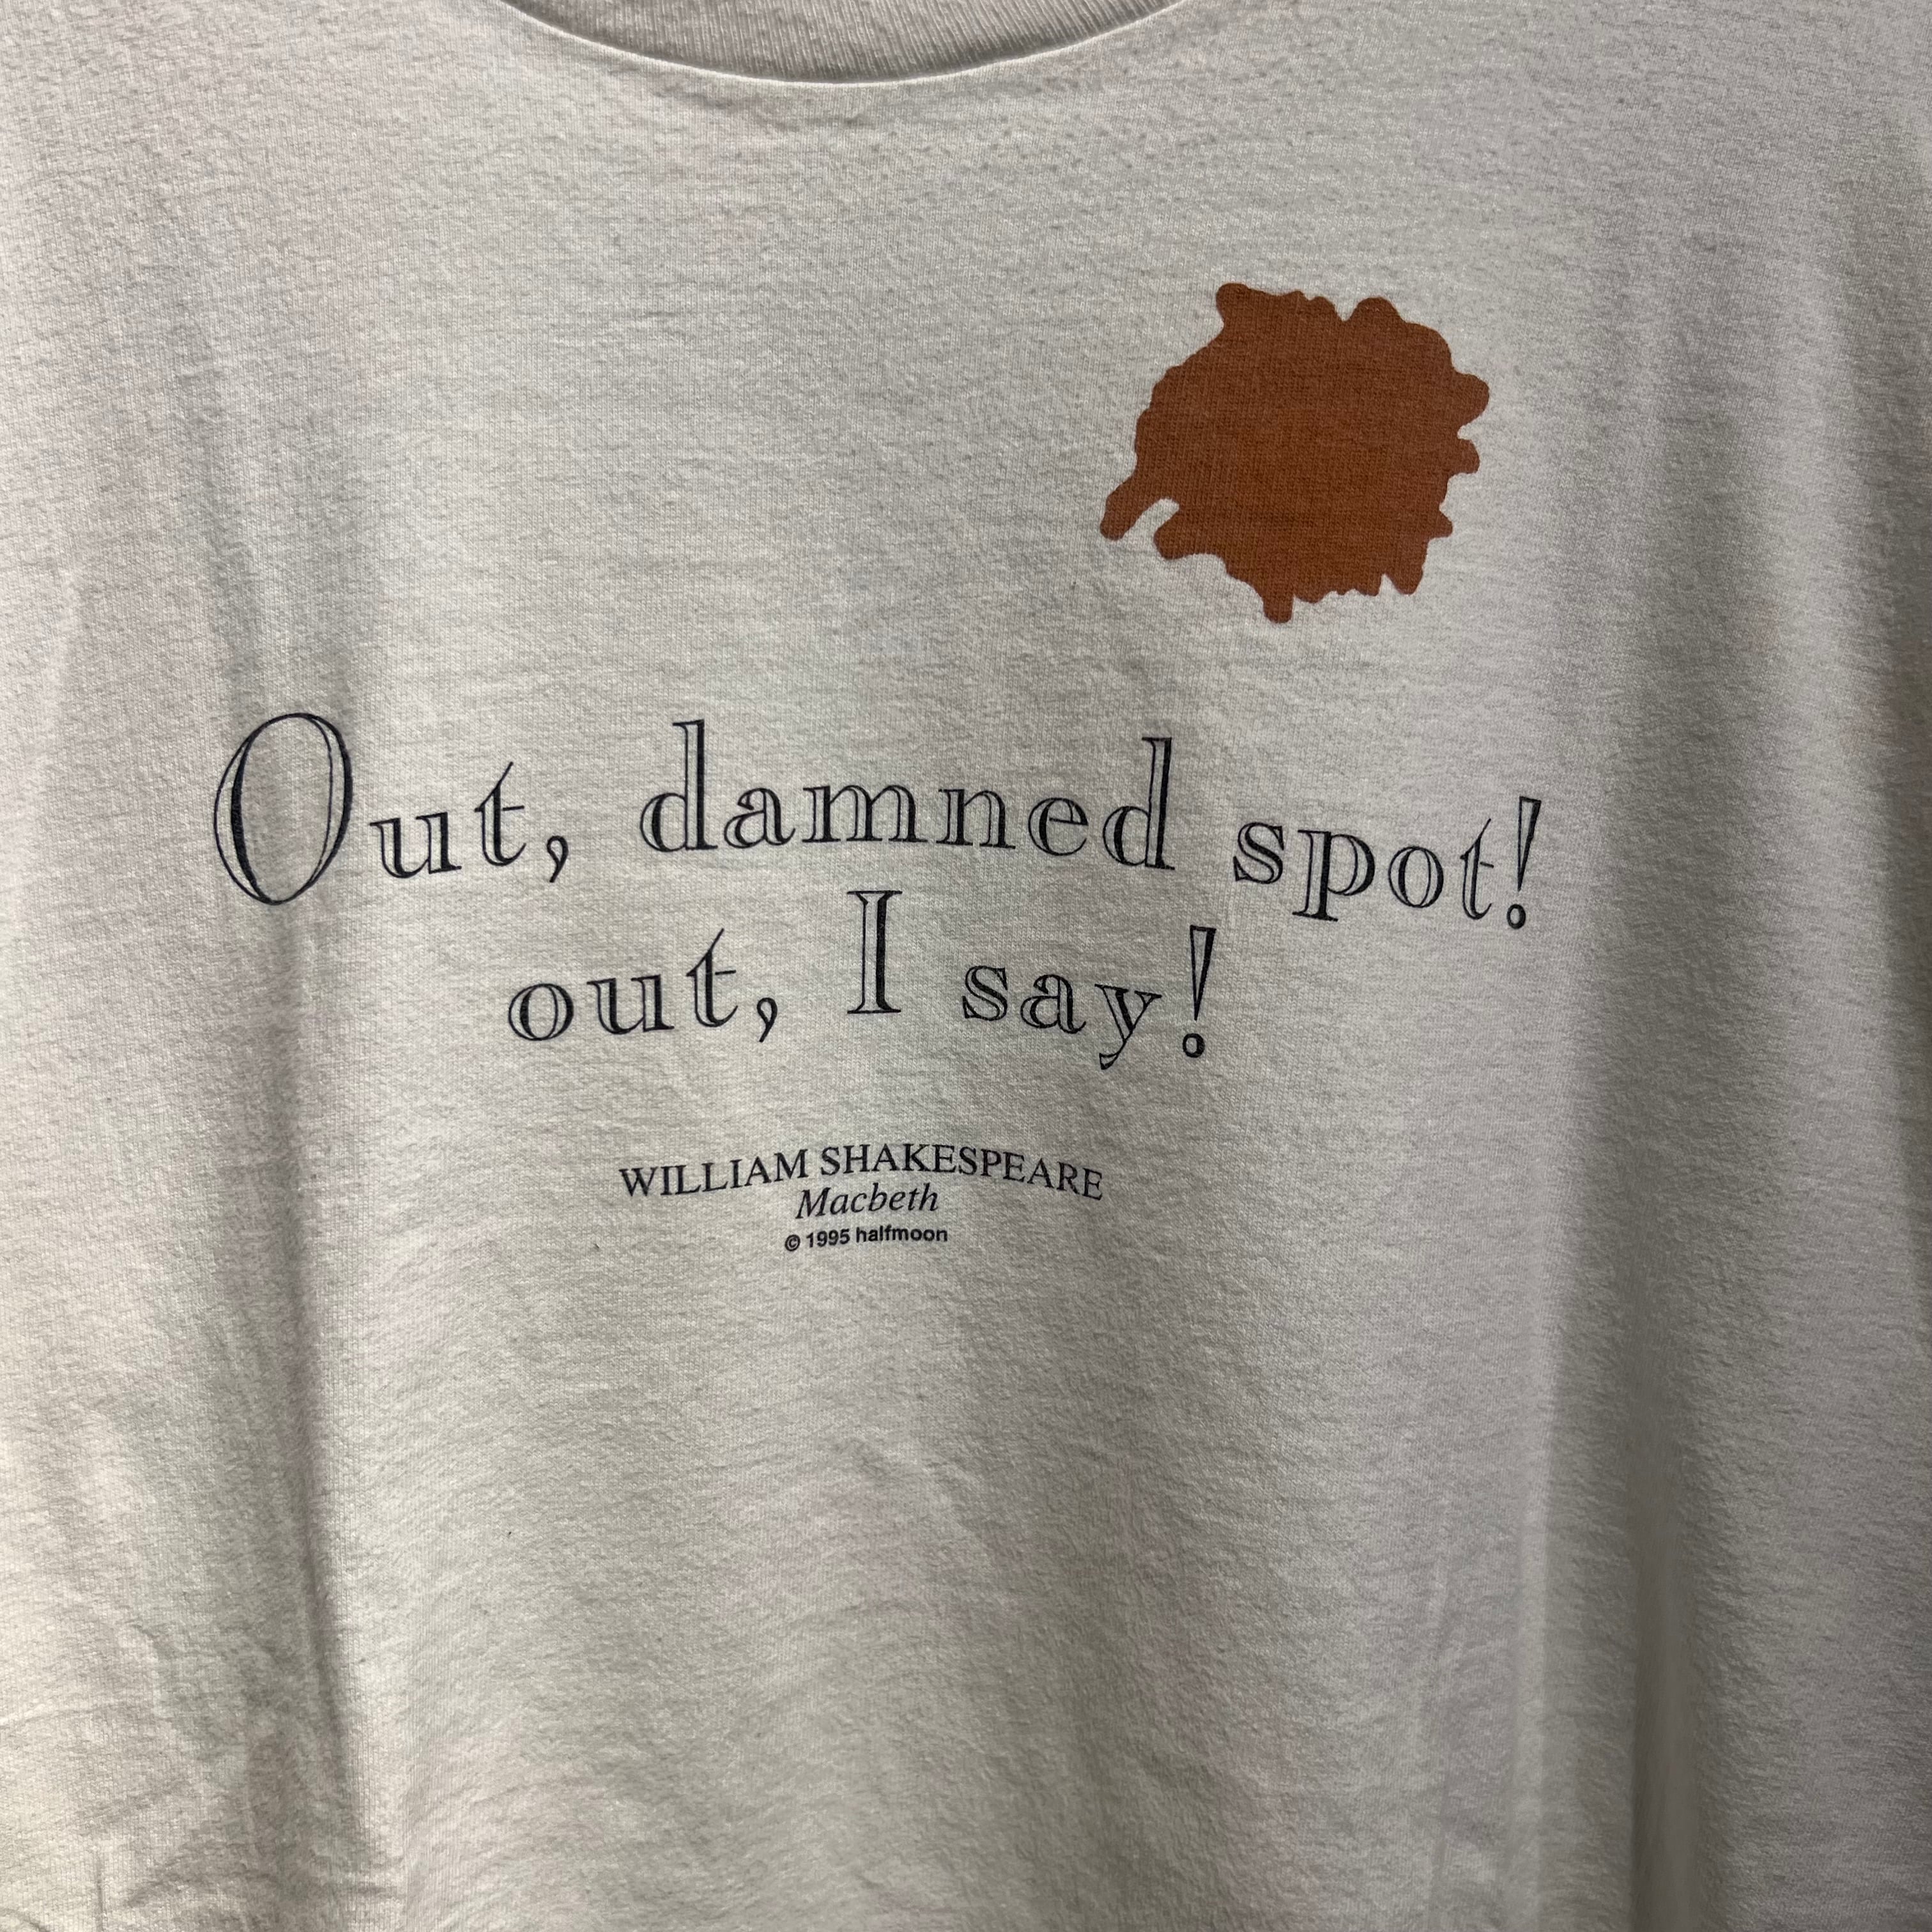 Out, damned spot!
out, I say!
WILLIAM SHAKESPEARE
Macbeth
© 1995 halfmoon